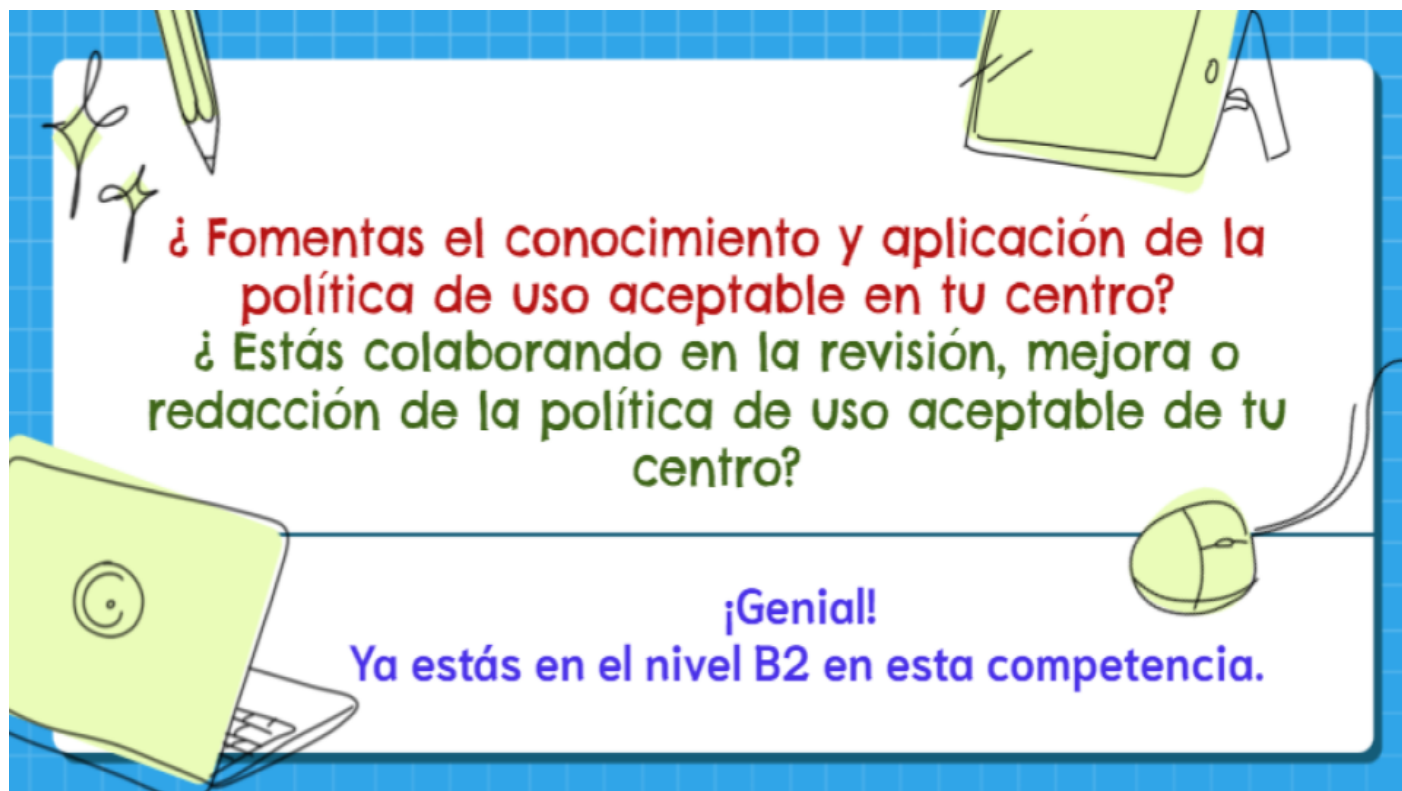 ¿ Fomentas el conocimiento y aplicación de la
política de uso aceptable en tu centro?
¿ Estás colaborando en la revisión, mejora o
redacción de la política de uso aceptable de tu
centro?
¡Genial!
Ya estás en el nivel B2 en esta competencia.